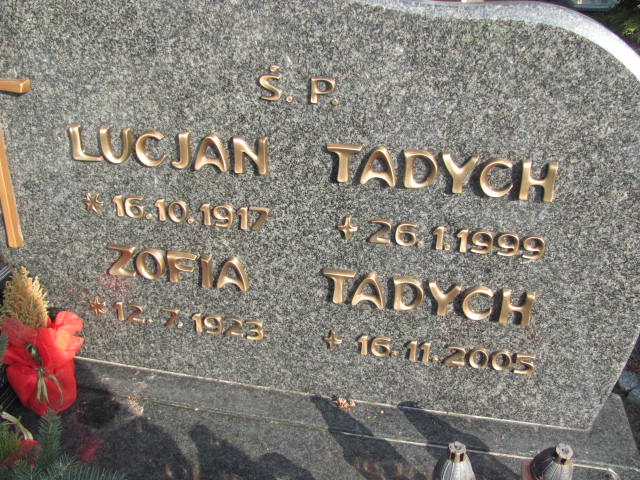 Ś. P.
LUCJAN TADYCH
* 16.10.1917 + 26.1.1999
ZOFIA TADYCH
* 12.7.1923 + 16.11.2005